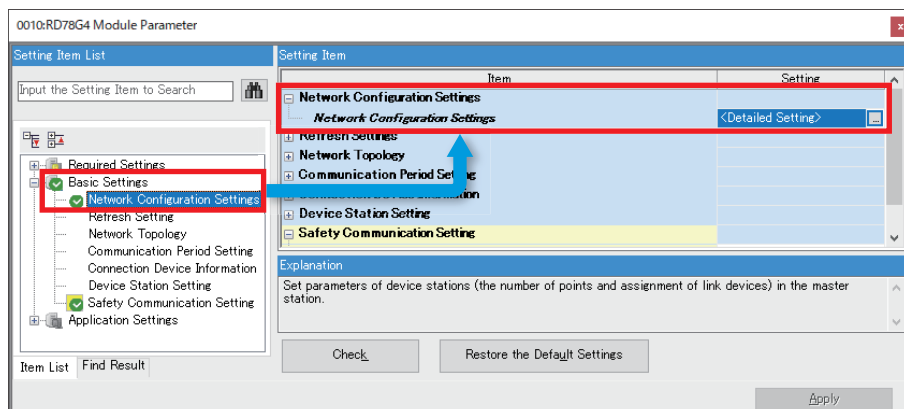 0010:RD78G4 Module Parameter
x
Setting Item List
Input the Setting Item to Search
Required Settings
Basic Settings
Network Configuration Settings
Refresh Setting
Network Topology
Communication Period Setting
Connection Device Information
Device Station Setting
Safety Communication Setting
Application Settings
Item List
Find Result
Setting Item
Item
Setting
Network Configuration Settings
Network Configuration Settings
<Detailed Setting>
...
Refresh Settings
Network Topology
Communication Period Setting
Connection Device Information
Device Station Setting
Safety Communication Setting
Explanation
Set parameters of device stations (the number of points and assignment of link devices) in the master
station.
Check
Restore the Default Settings
Apply